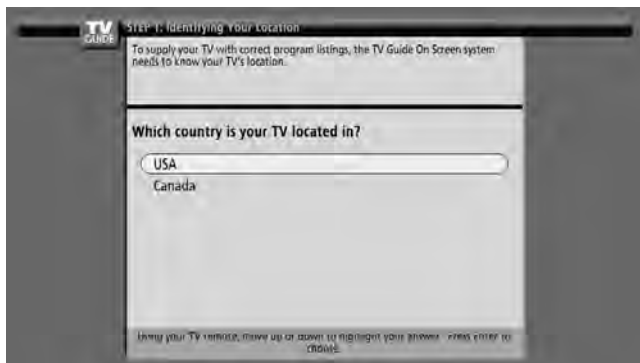 TV
GUIDE
STEP 1: Identifying Your Location
To supply your TV with correct program listings, the TV Guide On Screen system
needs to know your TV's location.
Which country is your TV located in?
USA
Canada
Using your TV remote, move up or down to highlight your answer. Press enter to
choose.